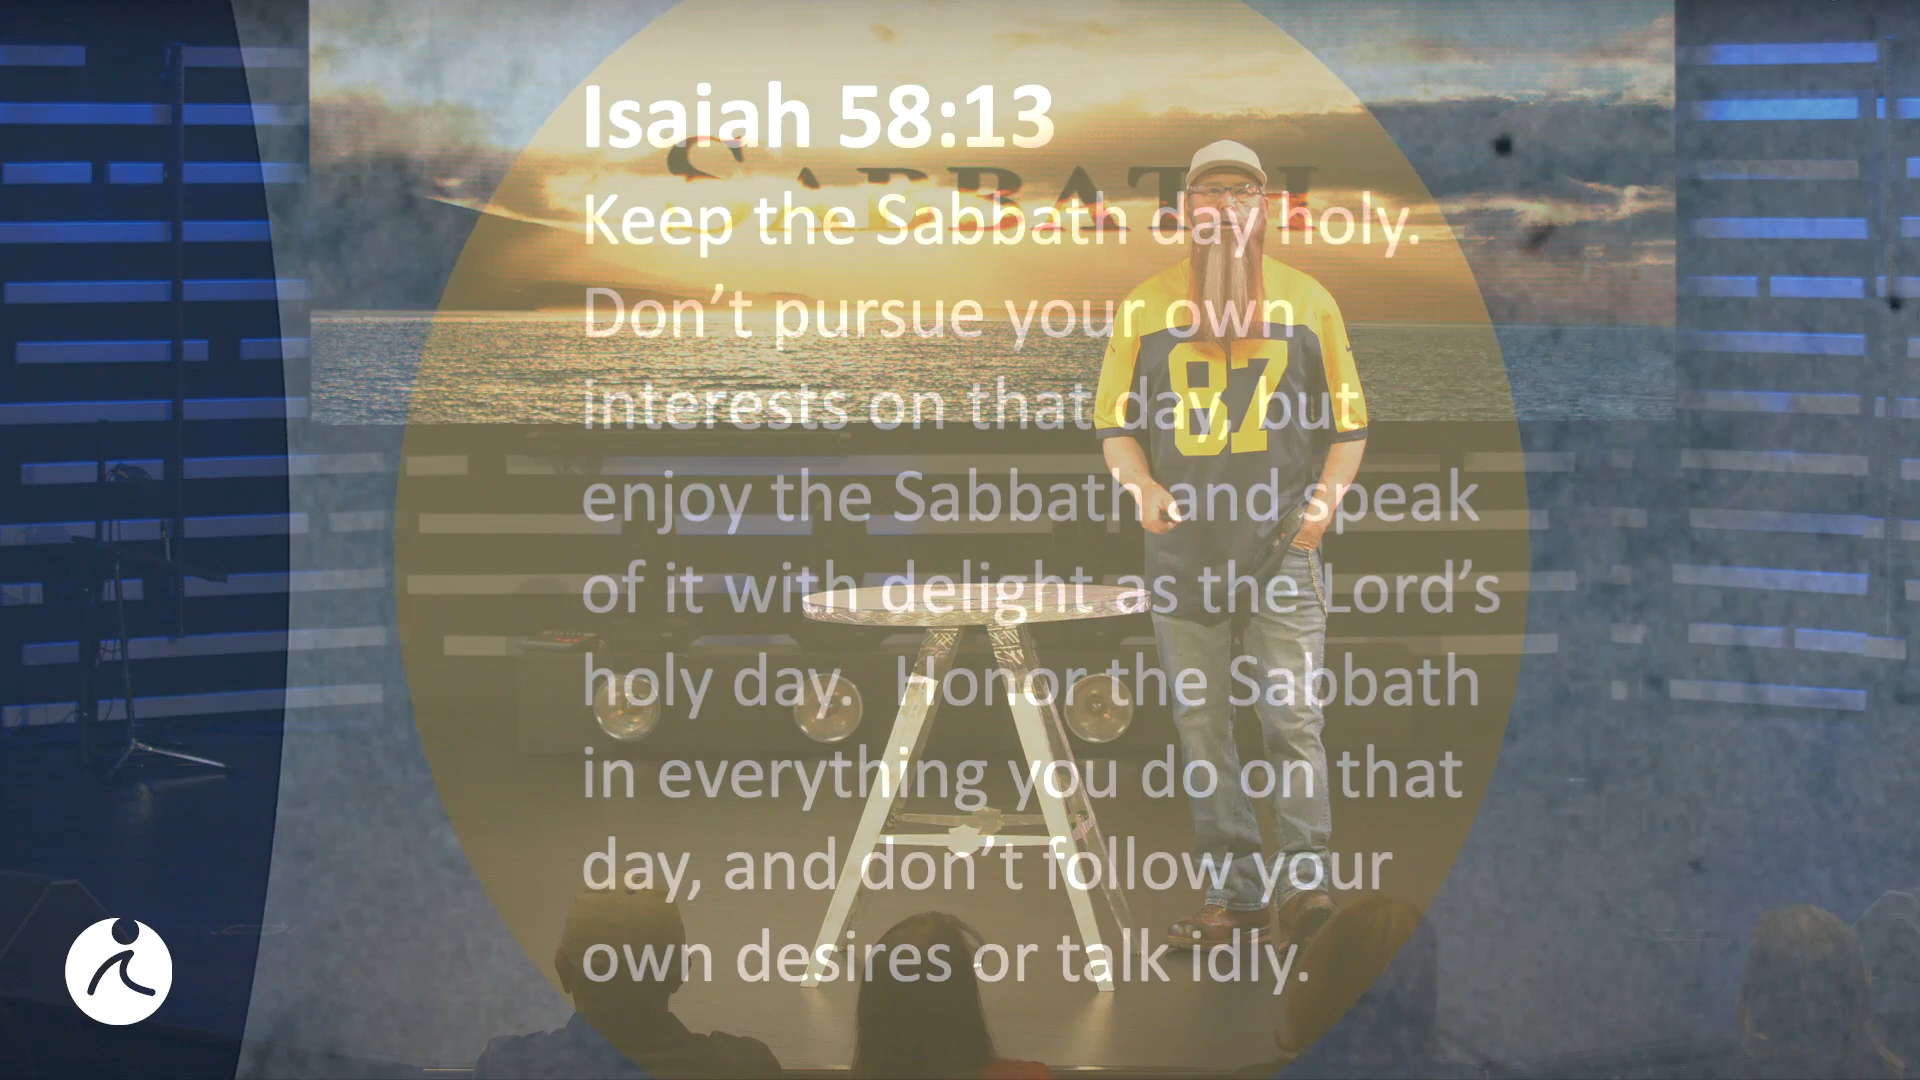 Isaiah 58:13
SABBATH
Keep the Sabbath day holy.
Don’t pursue your own
87
interests on that day, but
enjoy the Sabbath and speak
of it with delight as the Lord’s
holy day.  Honor the Sabbath
in everything you do on that
day, and don’t follow your
own desires or talk idly.